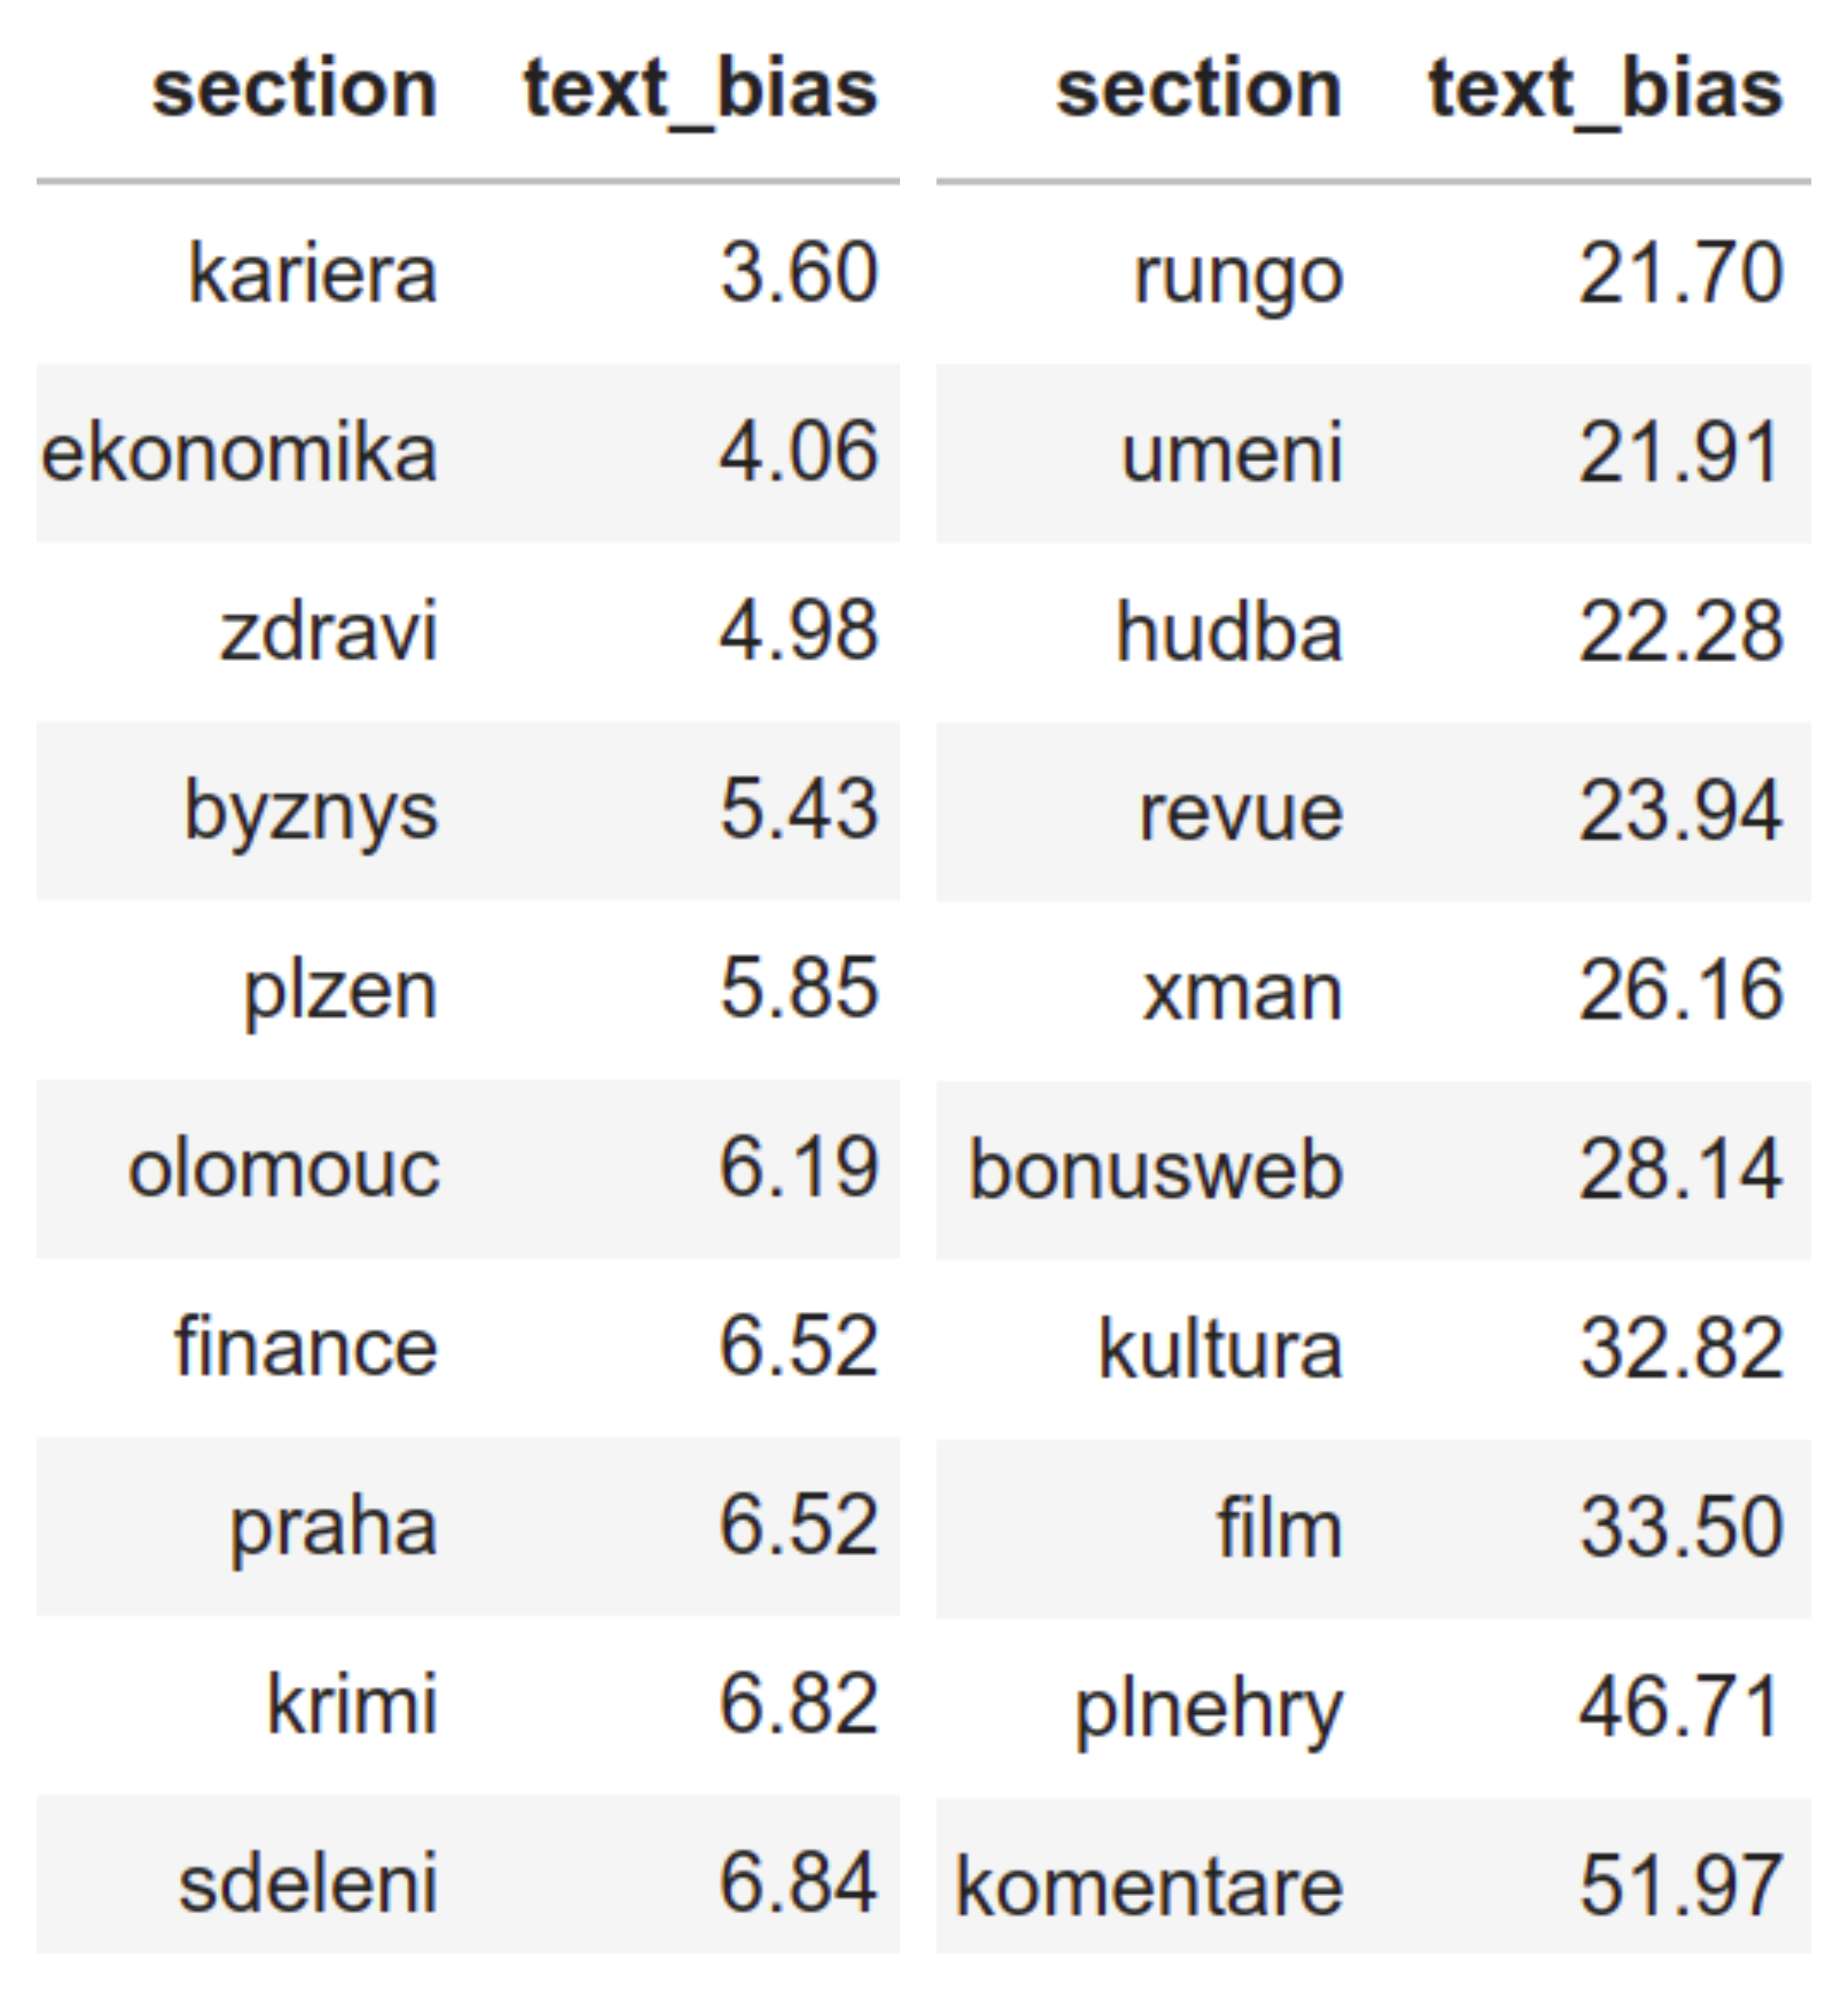 section text_bias section text_bias
kariera 3.60 rungo 21.70
ekonomika 4.06 umeni 21.91
zdravi 4.98 hudba 22.28
byznys 5.43 revue 23.94
plzen 5.85 xman 26.16
olomouc 6.19 bonusweb 28.14
finance 6.52 kultura 32.82
praha 6.52 film 33.50
krimi 6.82 plnehry 46.71
sdeleni 6.84 komentare 51.97